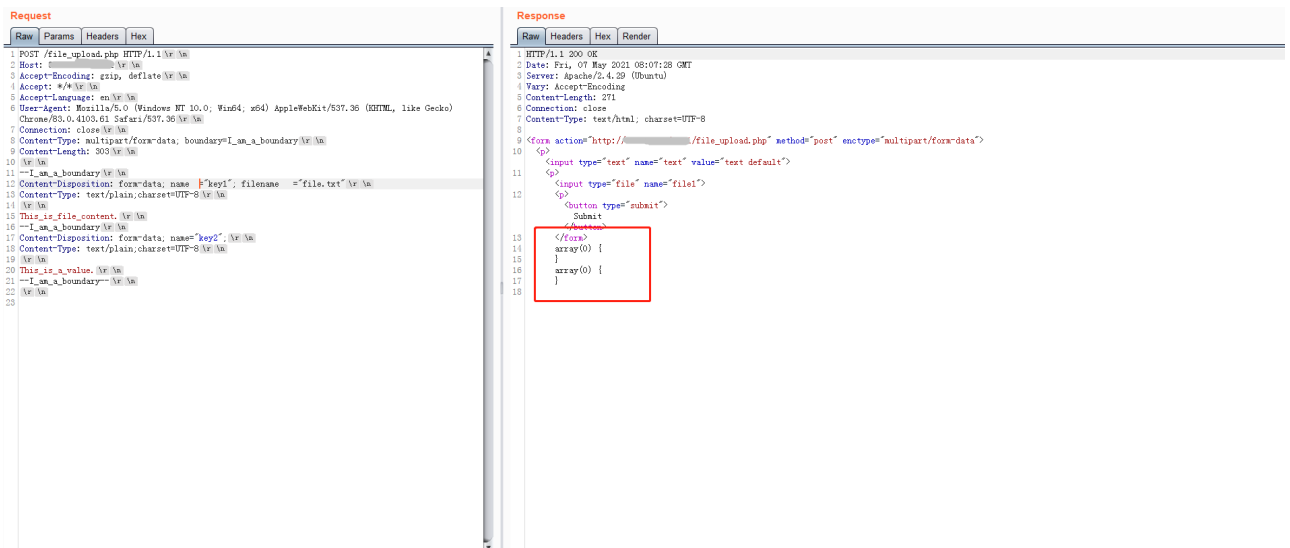 Request
Raw Params Headers Hex
1 POST /file_upload.php HTTP/1.1 \r \n
2 Host: \r \n
3 Accept-Encoding: gzip, deflate \r \n
4 Accept: */* \r \n
5 Accept-Language: en \r \n
6 User-Agent: Mozilla/5.0 (Windows NT 10.0; Win64; x64) AppleWebKit/537.36 (KHTML, like Gecko)
Chrome/83.0.4103.61 Safari/537.36 \r \n
7 Connection: close \r \n
8 Content-Type: multipart/form-data; boundary=I_am_a_boundary \r \n
9 Content-Length: 303 \r \n
10 \r \n
11 --I_am_a_boundary \r \n
12 Content-Disposition: form-data; name ="key1"; filename ="file.txt" \r \n
13 Content-Type: text/plain;charset=UTF-8 \r \n
14 \r \n
15 This_is_file_content. \r \n
16 --I_am_a_boundary \r \n
17 Content-Disposition: form-data; name="key2"; \r \n
18 Content-Type: text/plain;charset=UTF-8 \r \n
19 \r \n
20 This_is_a_value. \r \n
21 --I_am_a_boundary-- \r \n
22 \r \n
23
Response
Raw Headers Hex Render
1 HTTP/1.1 200 OK
2 Date: Fri, 07 May 2021 08:07:28 GMT
3 Server: Apache/2.4.29 (Ubuntu)
4 Vary: Accept-Encoding
5 Content-Length: 271
6 Connection: close
7 Content-Type: text/html; charset=UTF-8
8
9 <form action="http:// /file_upload.php" method="post" enctype="multipart/form-data">
10 <p>
<input type="text" name="text" value="text default">
11 <p>
<input type="file" name="file1">
12 <p>
<button type="submit">
Submit
</button>
13 </form>
14 array(0) {
15 }
16 array(0) {
17 }
18